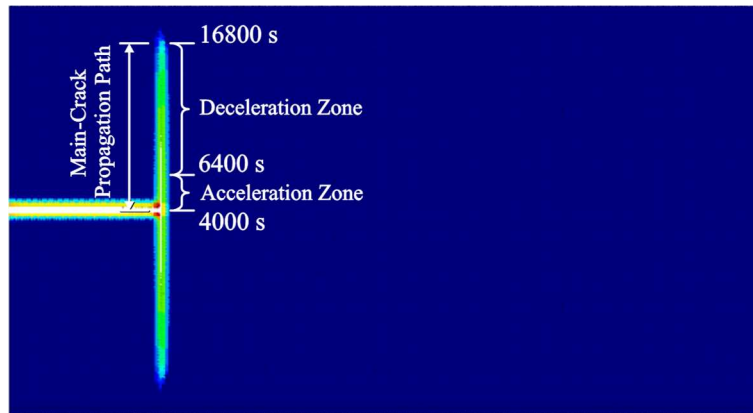 16800 s
Main-Crack
Propagation Path
Deceleration Zone
6400 s
Acceleration Zone
4000 s